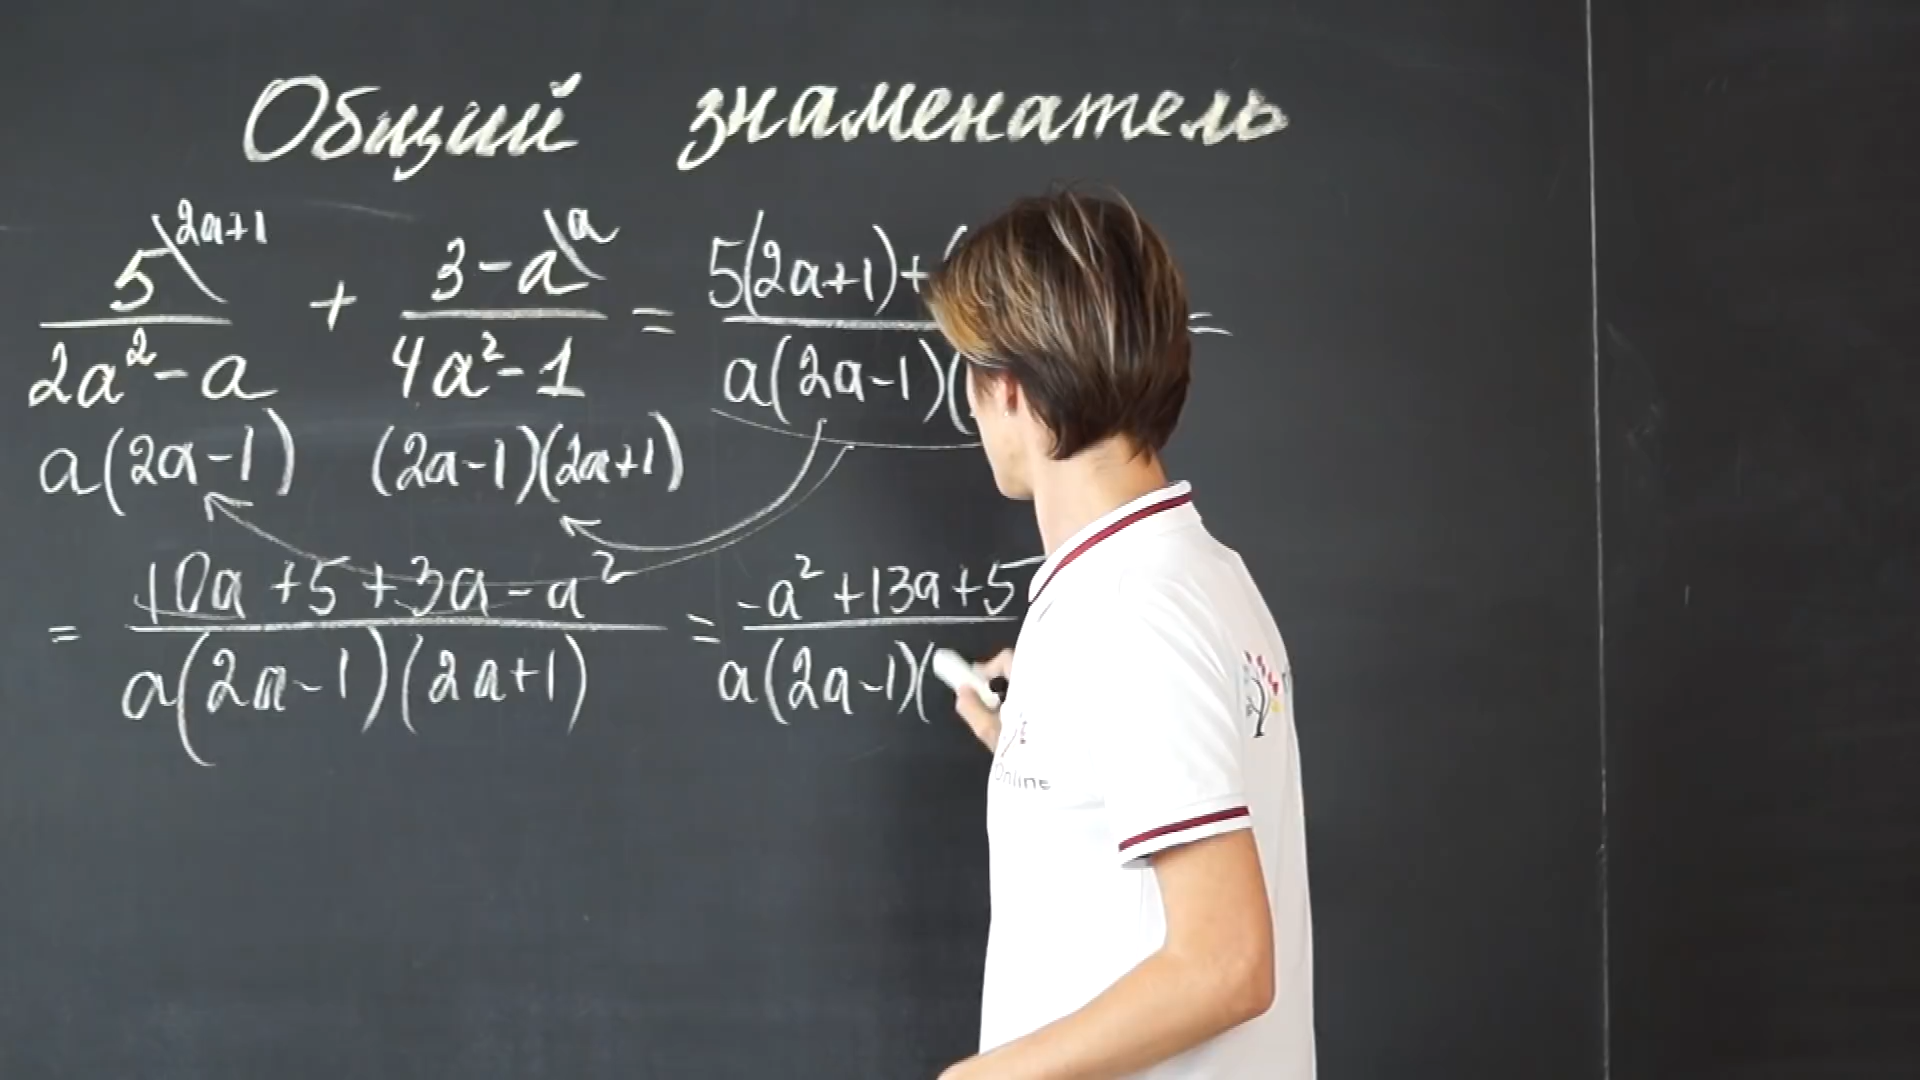 Общий знаменатель
5\2a+1 / 2a²-a + 3-a\a / 4a²-1 = 5(2a+1)+ / a(2a-1)( =
a(2a-1) (2a-1)(2a+1)
= 10a+5+3a-a² / a(2a-1)(2a+1) = -a²+13a+5 / a(2a-1)(
Online